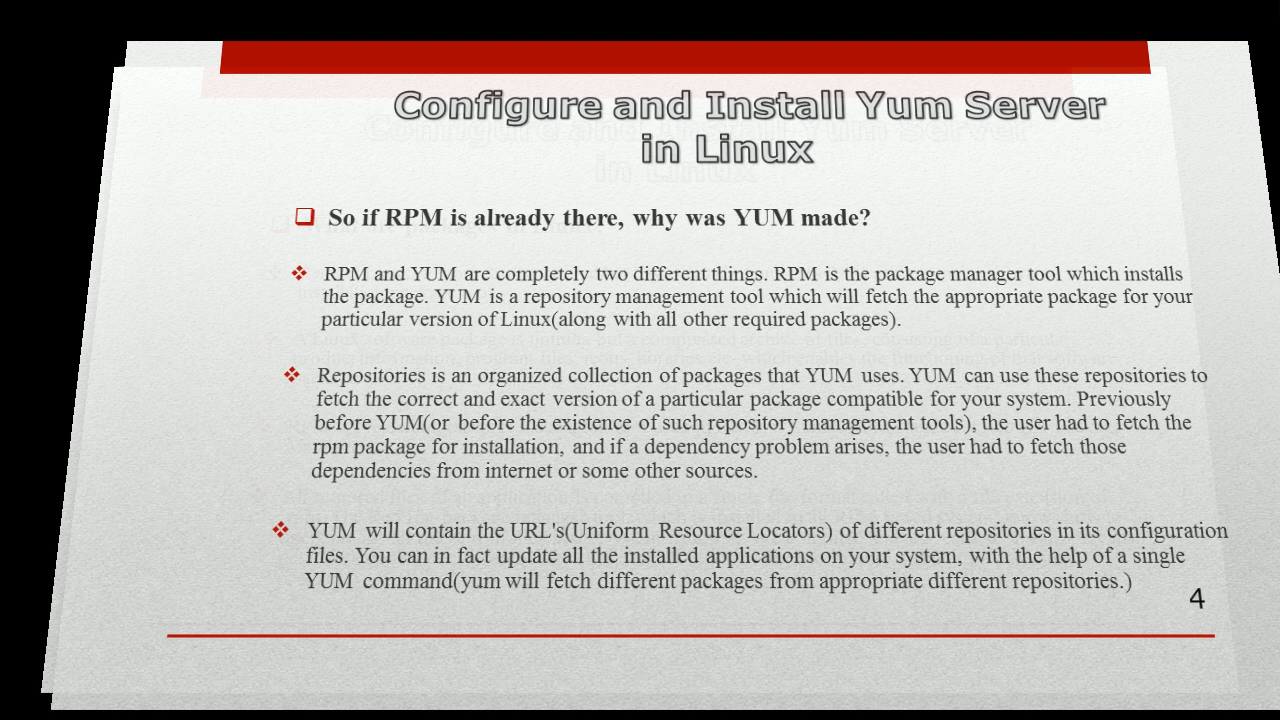 Configure and Install Yum Server
in Linux
So if RPM is already there, why was YUM made?
RPM and YUM are completely two different things. RPM is the package manager tool which installs
the package. YUM is a repository management tool which will fetch the appropriate package for your
particular version of Linux(along with all other required packages).
Repositories is an organized collection of packages that YUM uses. YUM can use these repositories to
fetch the correct and exact version of a particular package compatible for your system. Previously
before YUM(or before the existence of such repository management tools), the user had to fetch the
rpm package for installation, and if a dependency problem arises, the user had to fetch those
dependencies from internet or some other sources.
YUM will contain the URL's(Uniform Resource Locators) of different repositories in its configuration
files. You can in fact update all the installed applications on your system, with the help of a single
YUM command(yum will fetch different packages from appropriate different repositories.)
4